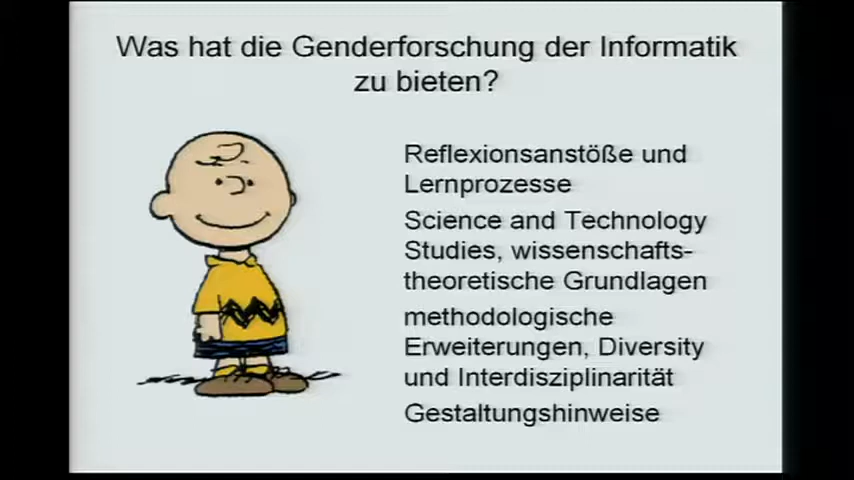 Was hat die Genderforschung der Informatik
zu bieten?
Reflexionsanstöße und
Lernprozesse
Science and Technology
Studies, wissenschafts-
theoretische Grundlagen
methodologische
Erweiterungen, Diversity
und Interdisziplinarität
Gestaltungshinweise